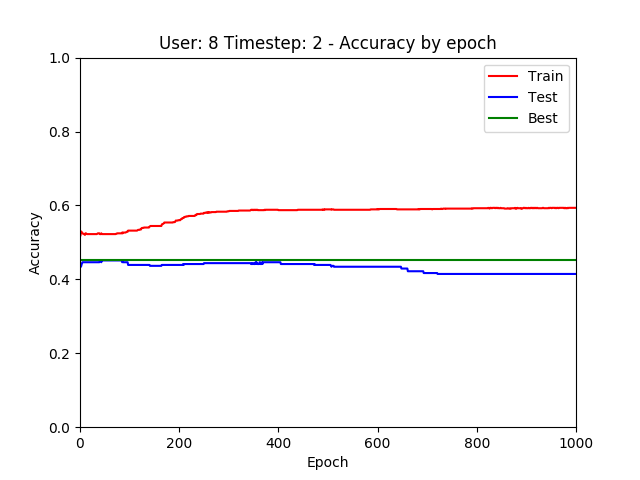 User: 8 Timestep: 2 - Accuracy by epoch
1.0
0.8
0.6
0.4
0.2
0.0
Accuracy
Train
Test
Best
0 200 400 600 800 1000
Epoch